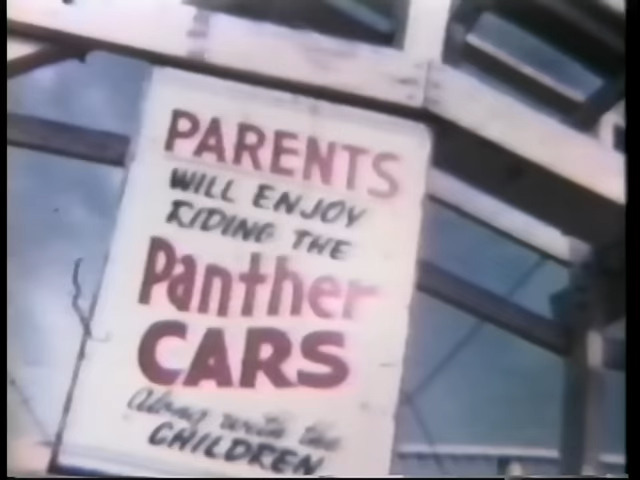 PARENTS
WILL ENJOY
RIDING THE
Panther
CARS
Along with the
CHILDREN